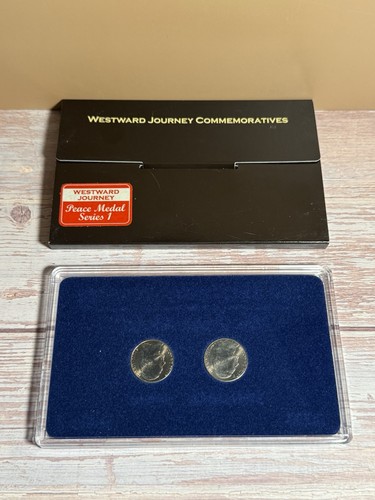 WESTWARD JOURNEY COMMEMORATIVES
WESTWARD
JOURNEY
Peace Medal
Series 1